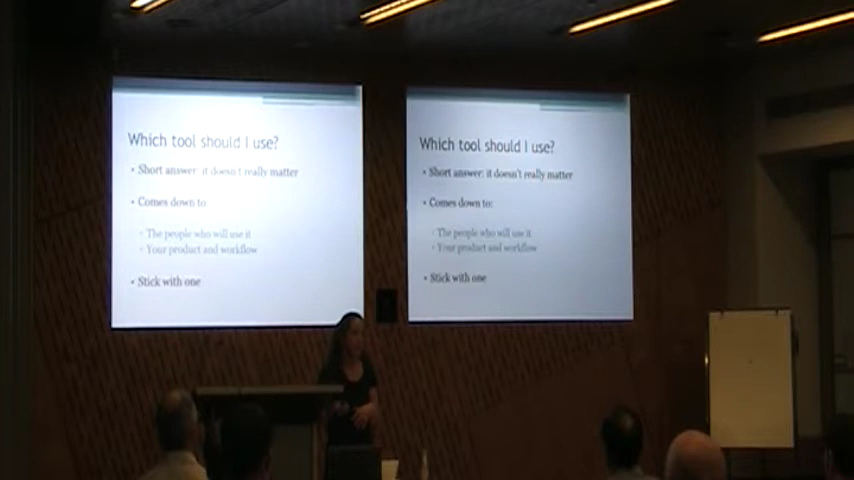 Which tool should I use?
• Short answer: it doesn't really matter
• Comes down to:
▫ The people who will use it
▫ Your product and workflow
• Stick with one
Which tool should I use?
• Short answer: it doesn't really matter
• Comes down to:
▫ The people who will use it
▫ Your product and workflow
• Stick with one